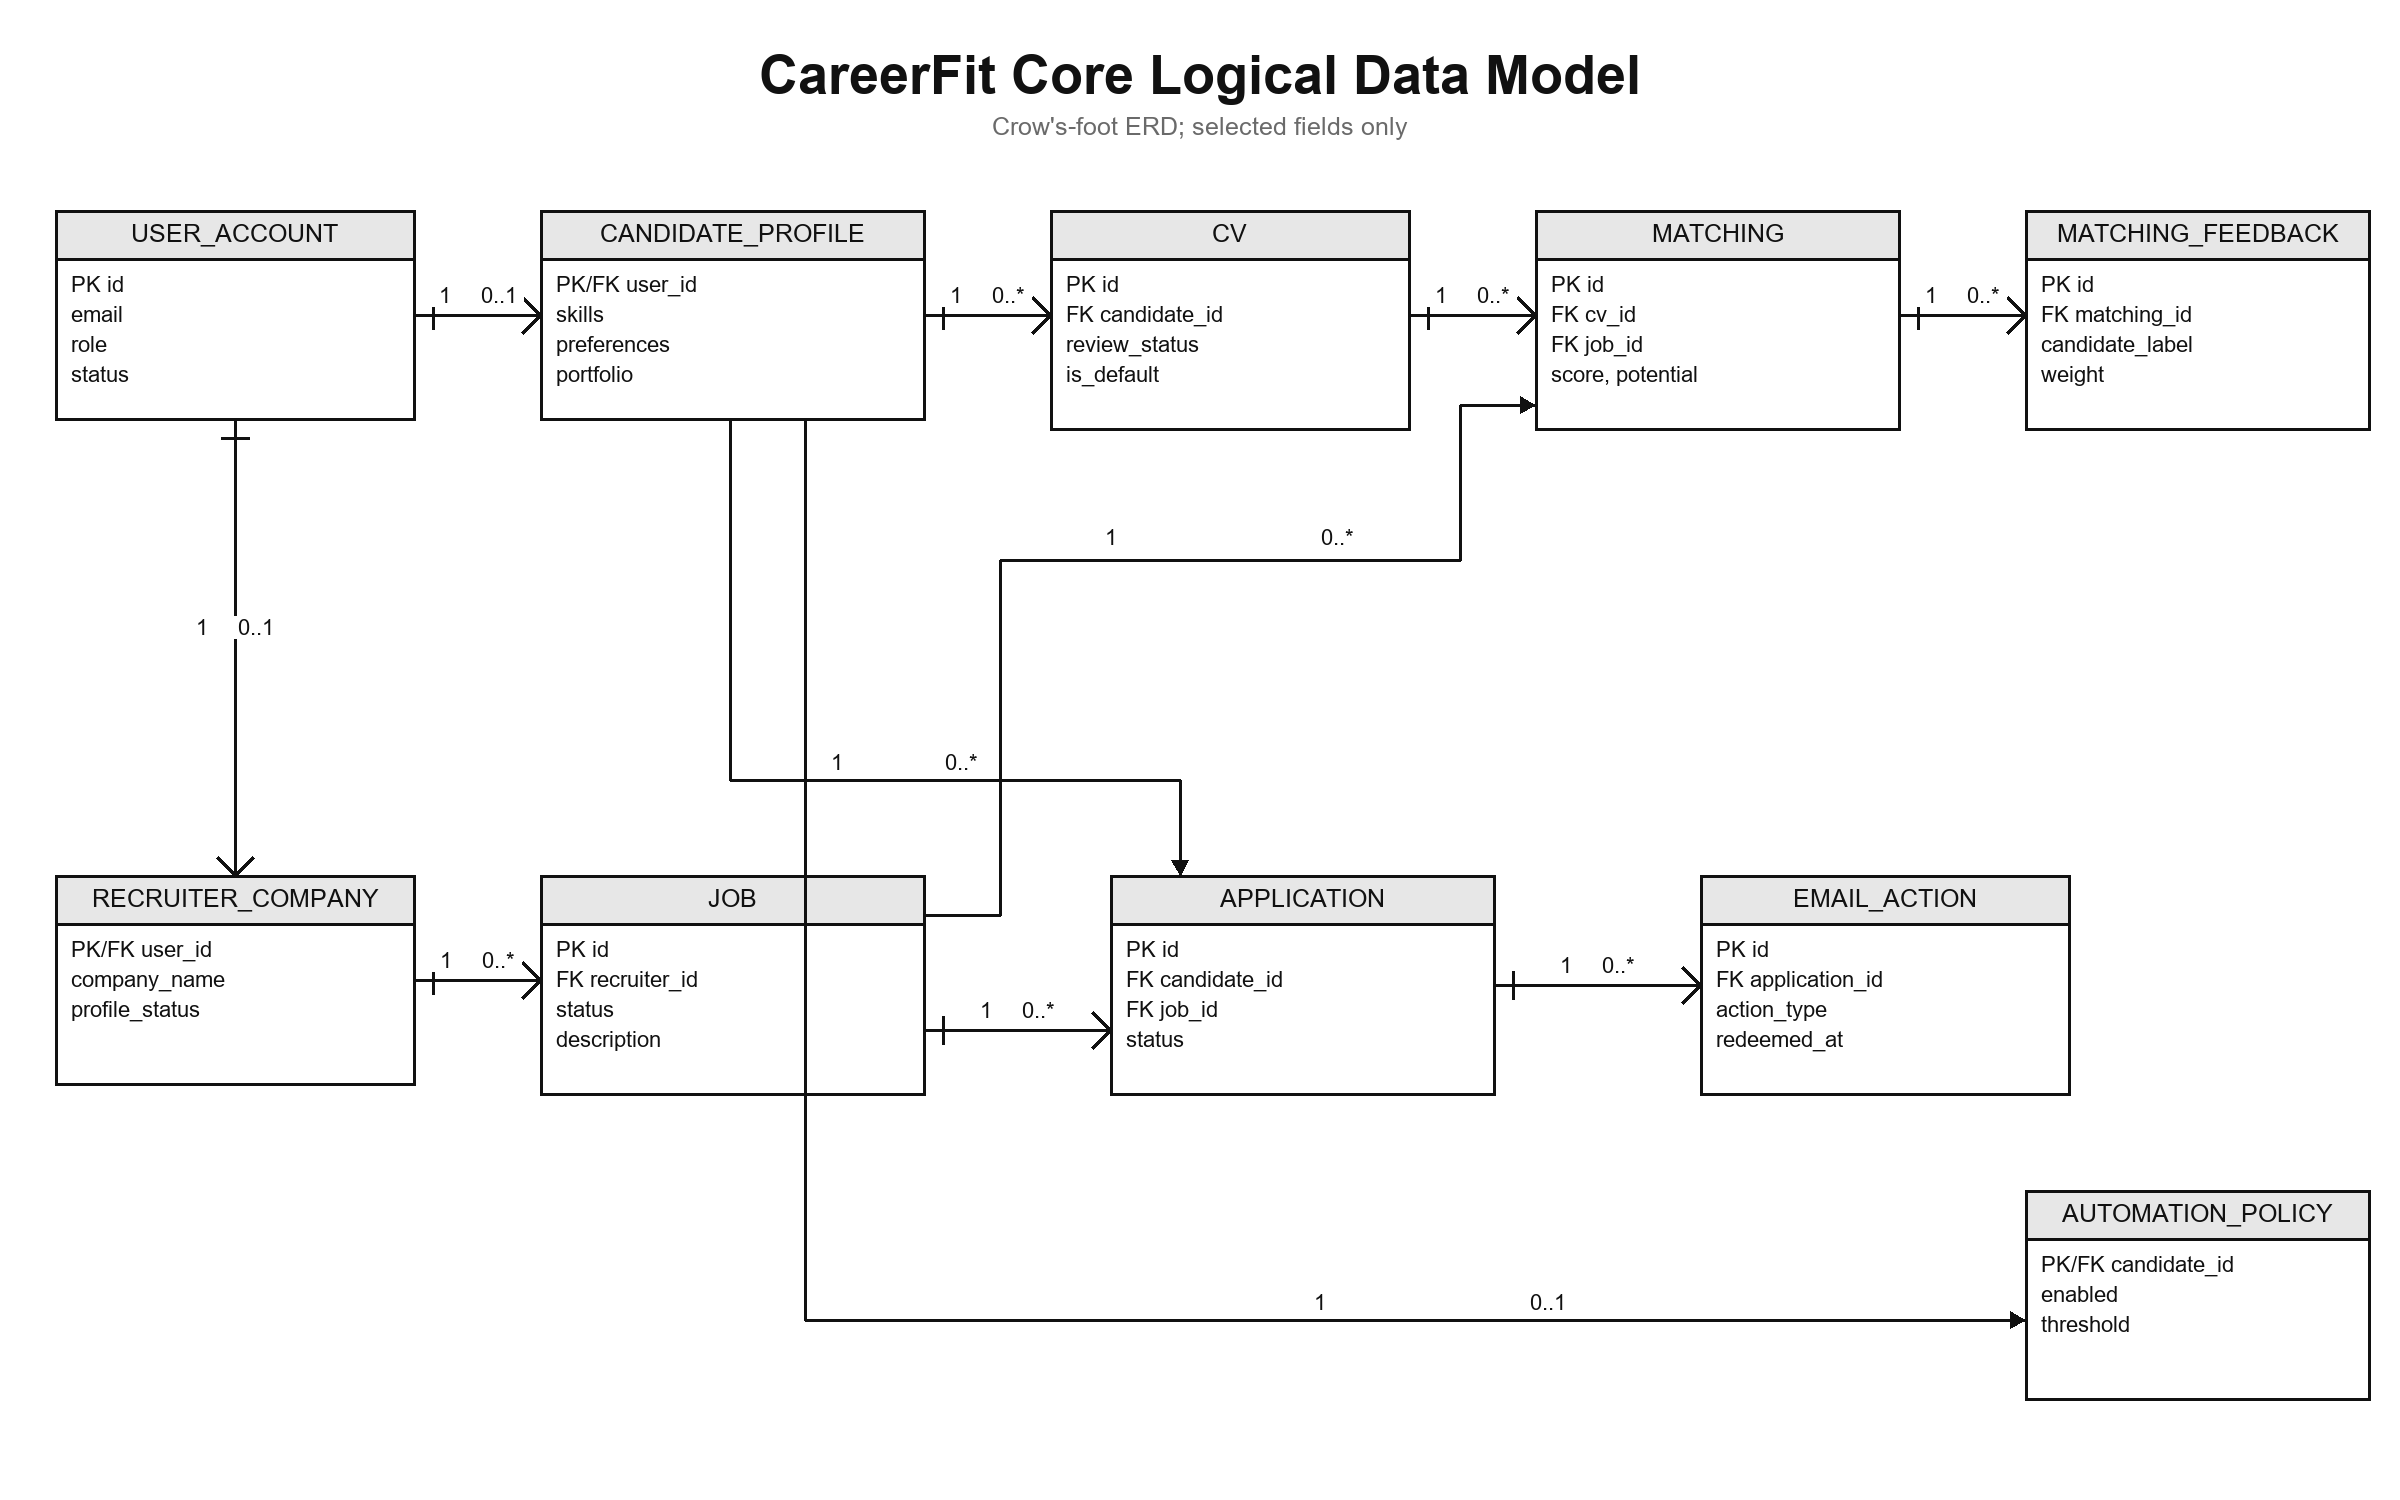 CareerFit Core Logical Data Model
Crow's-foot ERD; selected fields only
USER_ACCOUNT
PK id
email
role
status
1 0..1
CANDIDATE_PROFILE
PK/FK user_id
skills
preferences
portfolio
1 0..*
CV
PK id
FK candidate_id
review_status
is_default
1 0..*
MATCHING
PK id
FK cv_id
FK job_id
score, potential
1 0..*
MATCHING_FEEDBACK
PK id
FK matching_id
candidate_label
weight
1 0..*
1 0..1
1 0..*
RECRUITER_COMPANY
PK/FK user_id
company_name
profile_status
1 0..*
JOB
PK id
FK recruiter_id
status
description
1 0..*
APPLICATION
PK id
FK candidate_id
FK job_id
status
1 0..*
EMAIL_ACTION
PK id
FK application_id
action_type
redeemed_at
1 0..1
AUTOMATION_POLICY
PK/FK candidate_id
enabled
threshold